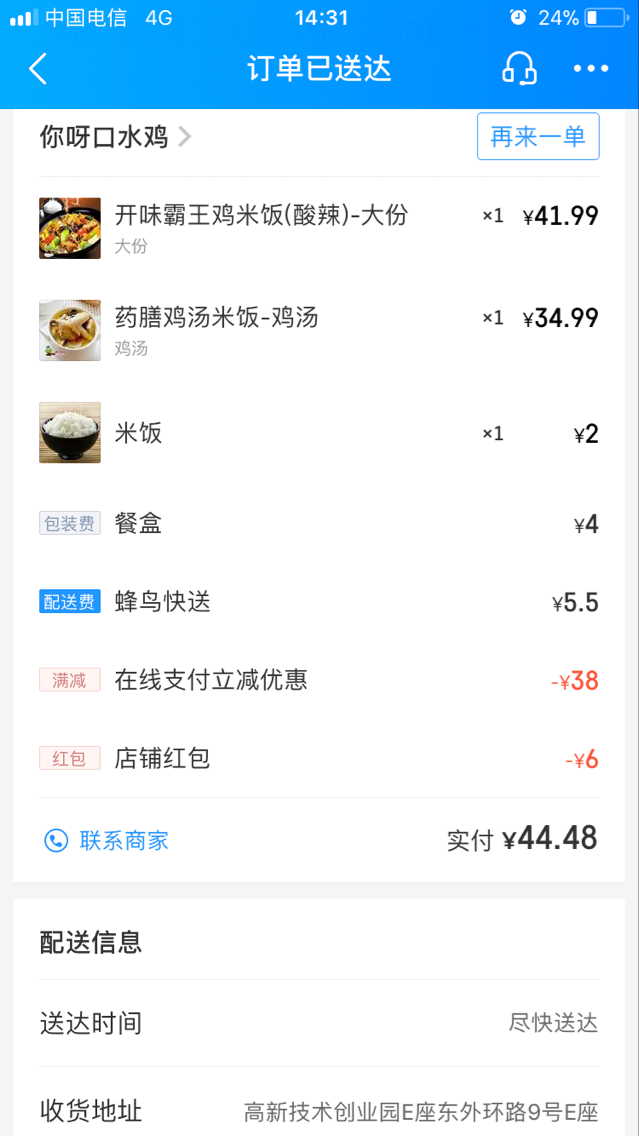 中国电信 4G 14:31 24%
订单已送达
你呀口水鸡 再来一单
开味霸王鸡米饭(酸辣)-大份 ×1 ¥41.99
大份
药膳鸡汤米饭-鸡汤 ×1 ¥34.99
鸡汤
米饭 ×1 ¥2
包装费 餐盒 ¥4
配送费 蜂鸟快送 ¥5.5
满减 在线支付立减优惠 -¥38
红包 店铺红包 -¥6
联系商家 实付 ¥44.48
配送信息
送达时间 尽快送达
收货地址 高新技术创业园E座东外环路9号E座